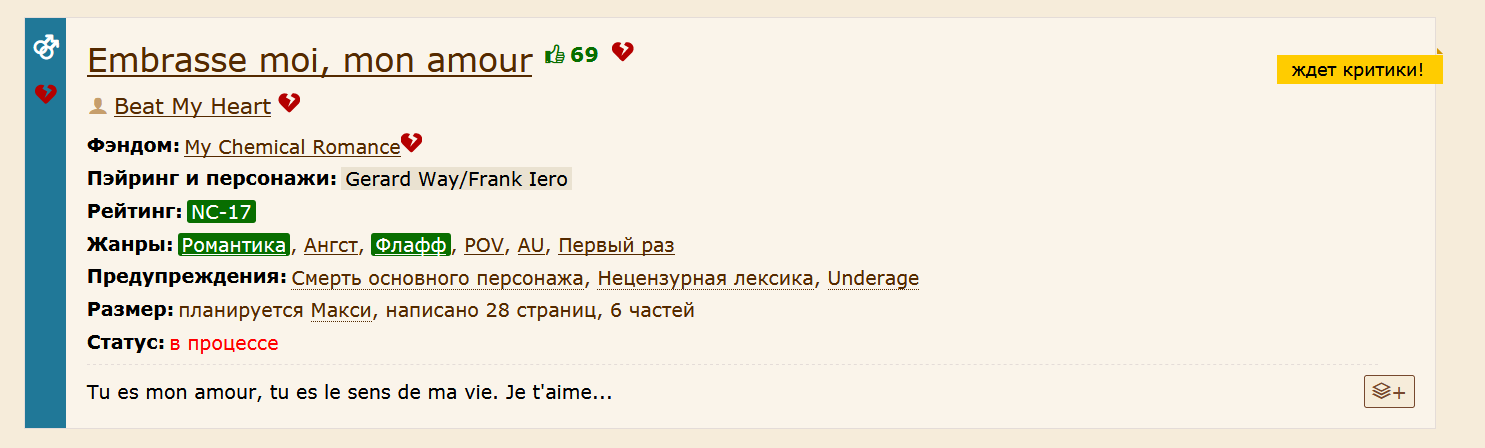 Embrasse moi, mon amour 69
ждет критики!
Beat My Heart
Фэндом: My Chemical Romance
Пэйринг и персонажи: Gerard Way/Frank Iero
Рейтинг: NC-17
Жанры: Романтика, Ангст, Флафф, POV, AU, Первый раз
Предупреждения: Смерть основного персонажа, Нецензурная лексика, Underage
Размер: планируется Макси, написано 28 страниц, 6 частей
Статус: в процессе
Tu es mon amour, tu es le sens de ma vie. Je t'aime...
+